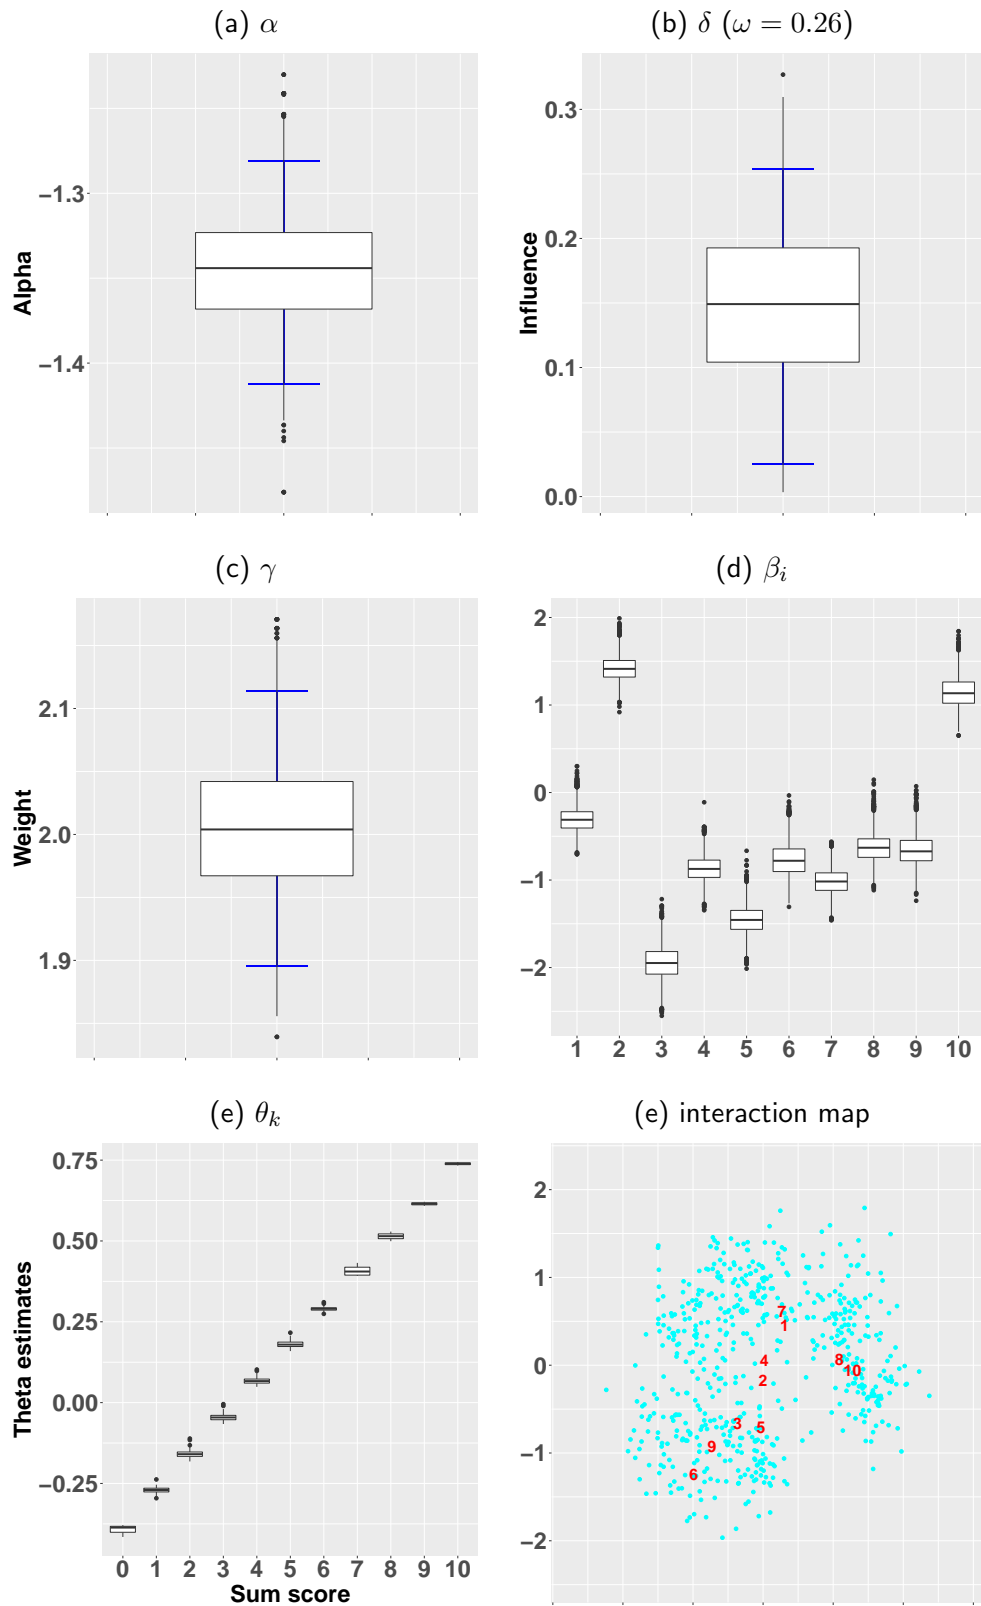 (a) α
(b) δ (ω = 0.26)
−1.3
−1.4
Alpha
0.3
0.2
0.1
0.0
Influence
(c) γ
(d) βi
2.1
2.0
1.9
Weight
2
1
0
−1
−2
1 2 3 4 5 6 7 8 9 10
(e) θk
(e) interaction map
0.75
0.50
0.25
0.00
−0.25
Theta estimates
0 1 2 3 4 5 6 7 8 9 10
Sum score
2
1
0
−1
−2
7
1
4
8
10
2
3
5
9
6